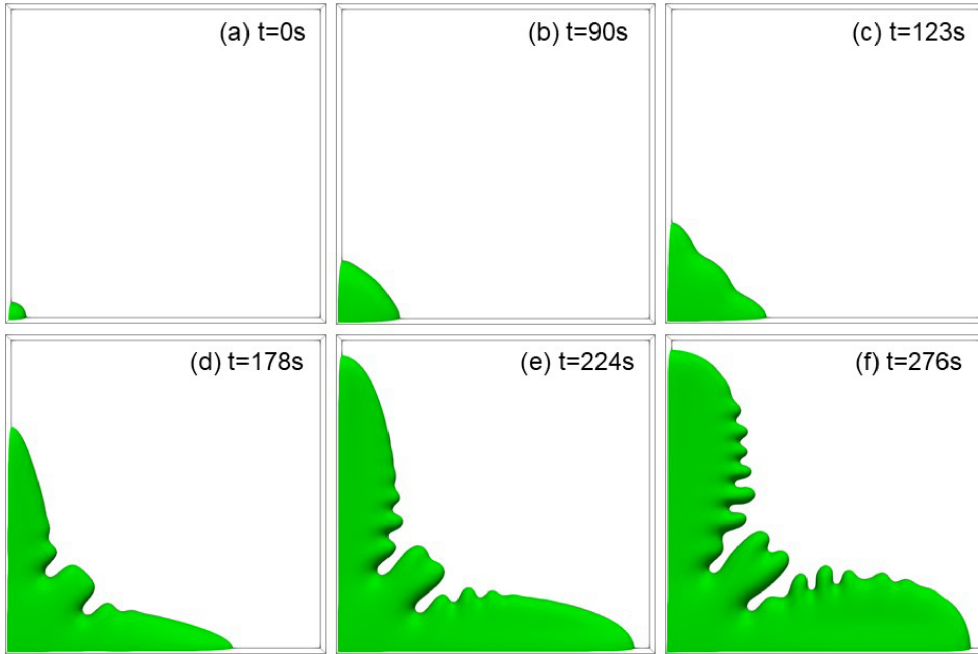 (a) t=0s
(b) t=90s
(c) t=123s
(d) t=178s
(e) t=224s
(f) t=276s